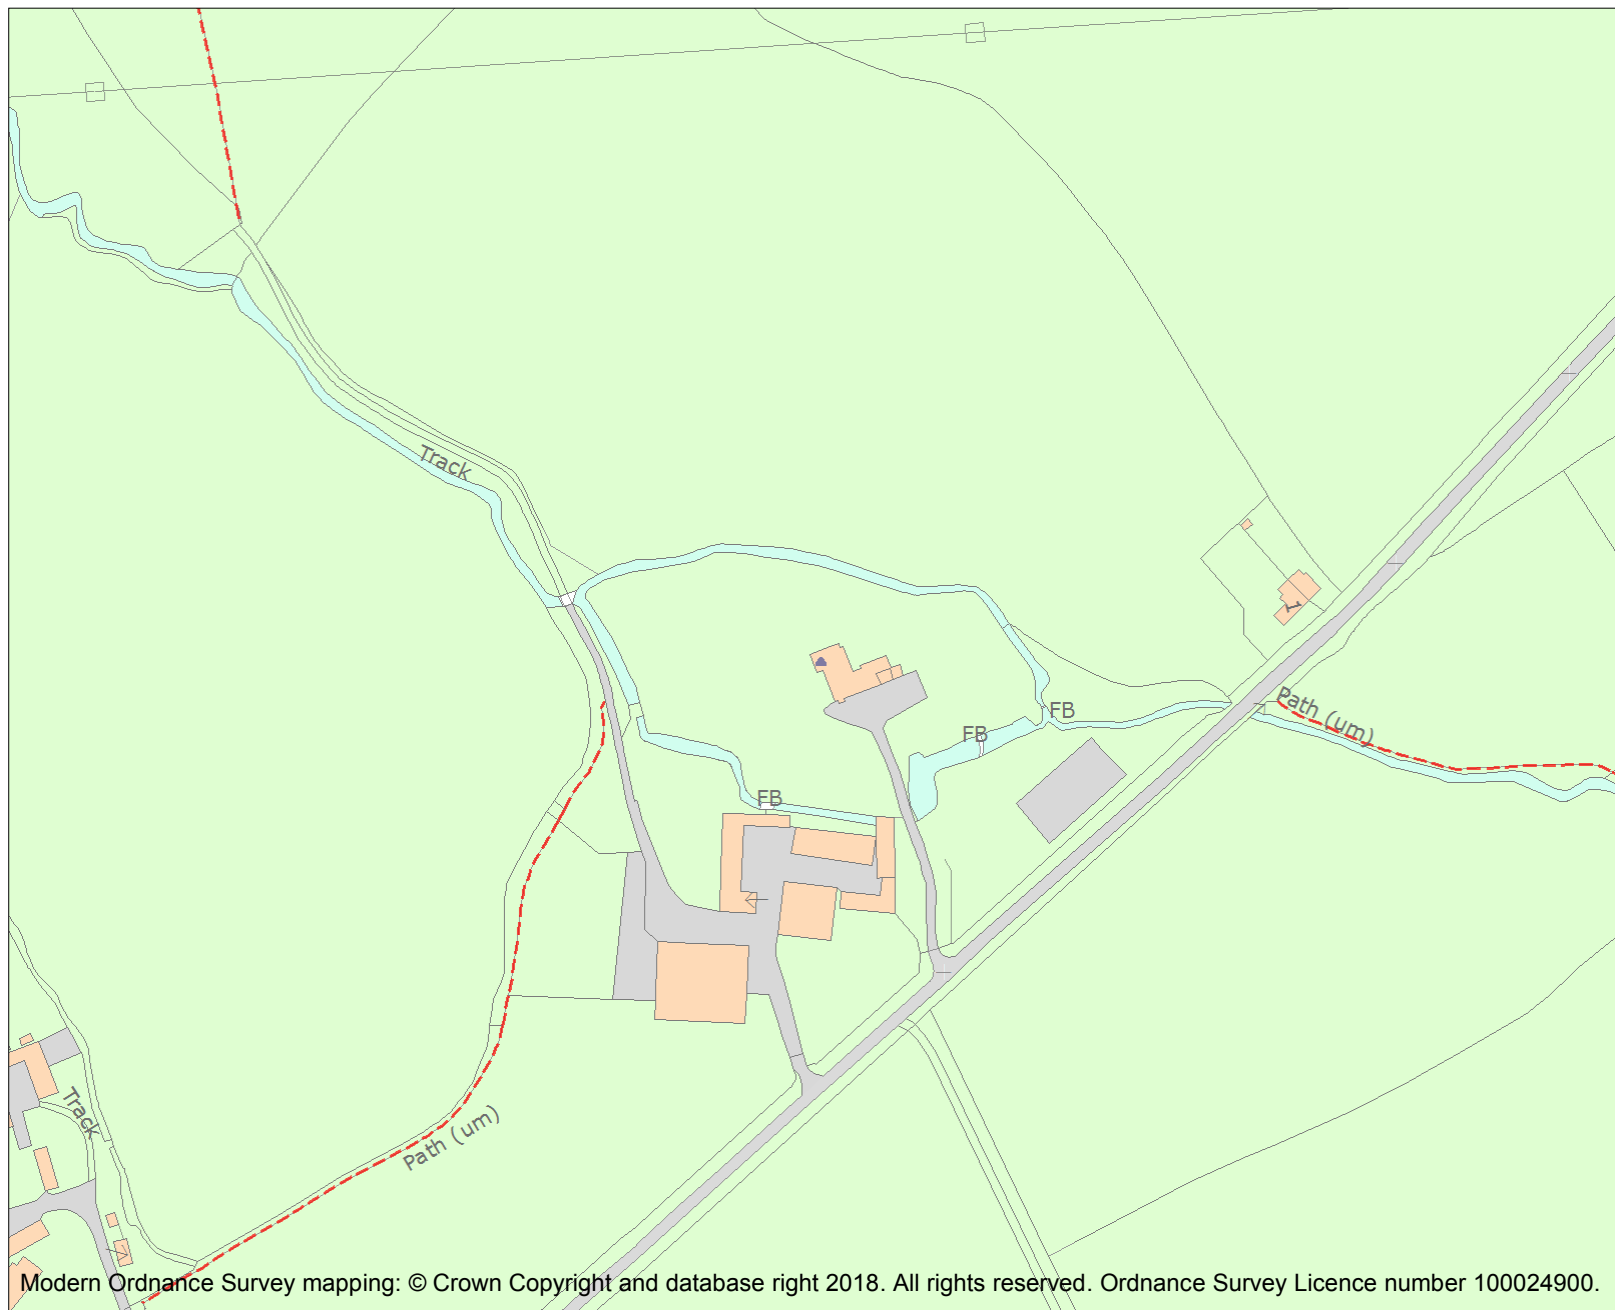 Track
1
Path (um)
FB
FB
FB
Track
Path (um)
Modern Ordnance Survey mapping: © Crown Copyright and database right 2018. All rights reserved. Ordnance Survey Licence number 100024900.